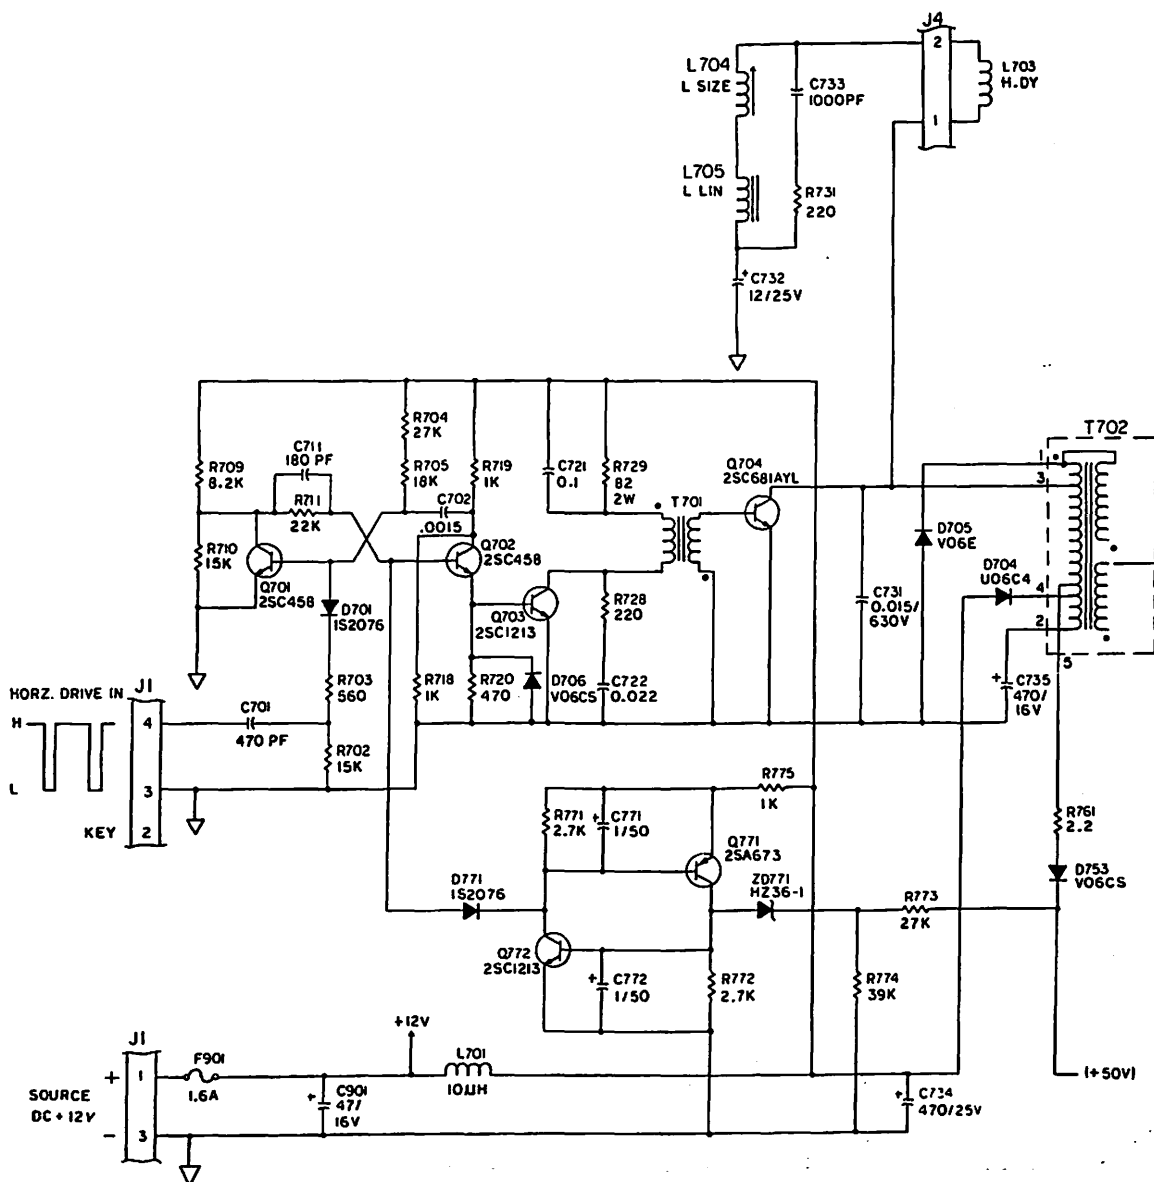 J4
2
L703
H.DY
1
L704
L SIZE
C733
1000PF
L705
L LIN
R731
220
+
C732
12/25V
T702
R704
27K
C711
180 PF
R709
8.2K
R705
18K
R719
1K
C721
0.1
R729
82
2W
Q704
2SC681AYL
3
R711
22K
C702
.0015
T701
D705
V06E
Q702
2SC458
D704
U06C4
4
R710
15K
Q701
2SC458
C731
0.015/
630V
D701
1S2076
Q703
2SC1213
R728
220
2
5
+
C735
470/
16V
HORZ. DRIVE IN
J1
R703
560
R718
1K
R720
470
D706
V06CS
C722
0.022
H
4
C701
470 PF
R702
15K
L
3
R775
1K
KEY
2
R771
2.7K
+
C771
1/50
Q771
2SA673
R761
2.2
D771
1S2076
ZD771
HZ36-1
D753
V06CS
R773
27K
Q772
2SC1213
+
C772
1/50
R772
2.7K
R774
39K
+12V
J1
F901
L701
10μH
+
1
1.6A
(+50V)
SOURCE
DC +12V
+
C901
47/
16V
+
C734
470/25V
-
3